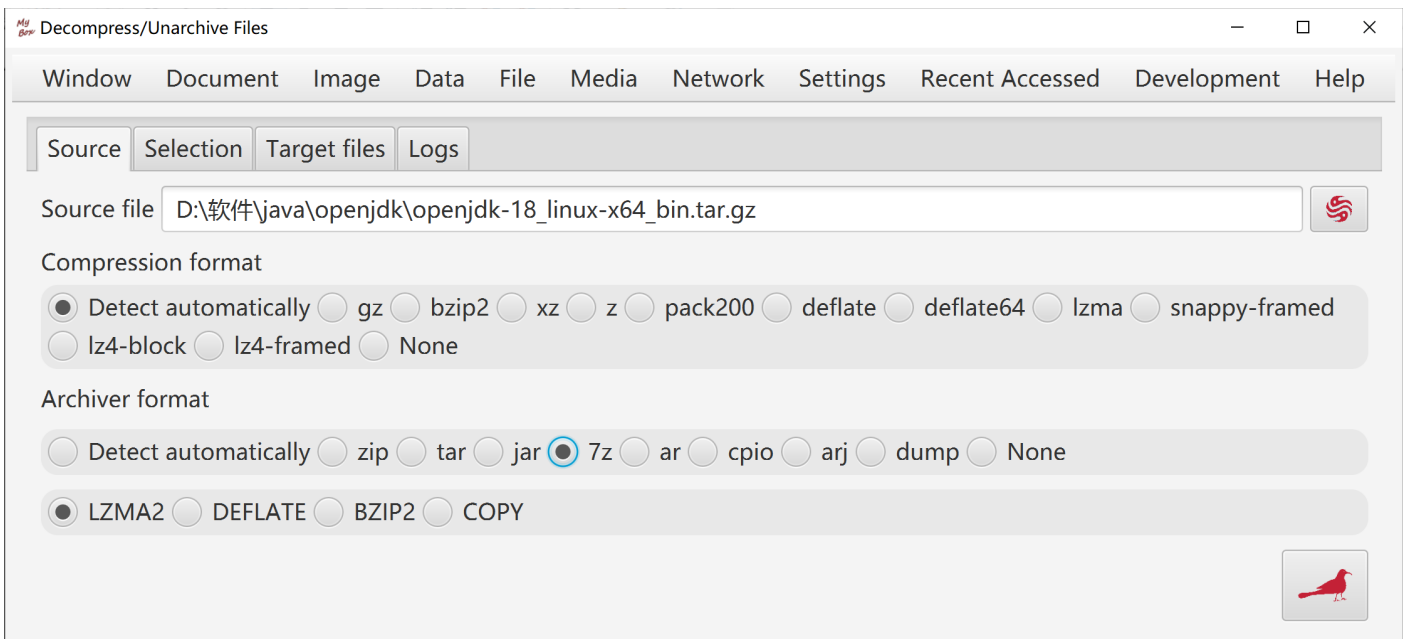 My Box Decompress/Unarchive Files
Window Document Image Data File Media Network Settings Recent Accessed Development Help
Source Selection Target files Logs
Source file D:\软件\java\openjdk\openjdk-18_linux-x64_bin.tar.gz
Compression format
Detect automatically gz bzip2 xz z pack200 deflate deflate64 lzma snappy-framed
lz4-block lz4-framed None
Archiver format
Detect automatically zip tar jar 7z ar cpio arj dump None
LZMA2 DEFLATE BZIP2 COPY